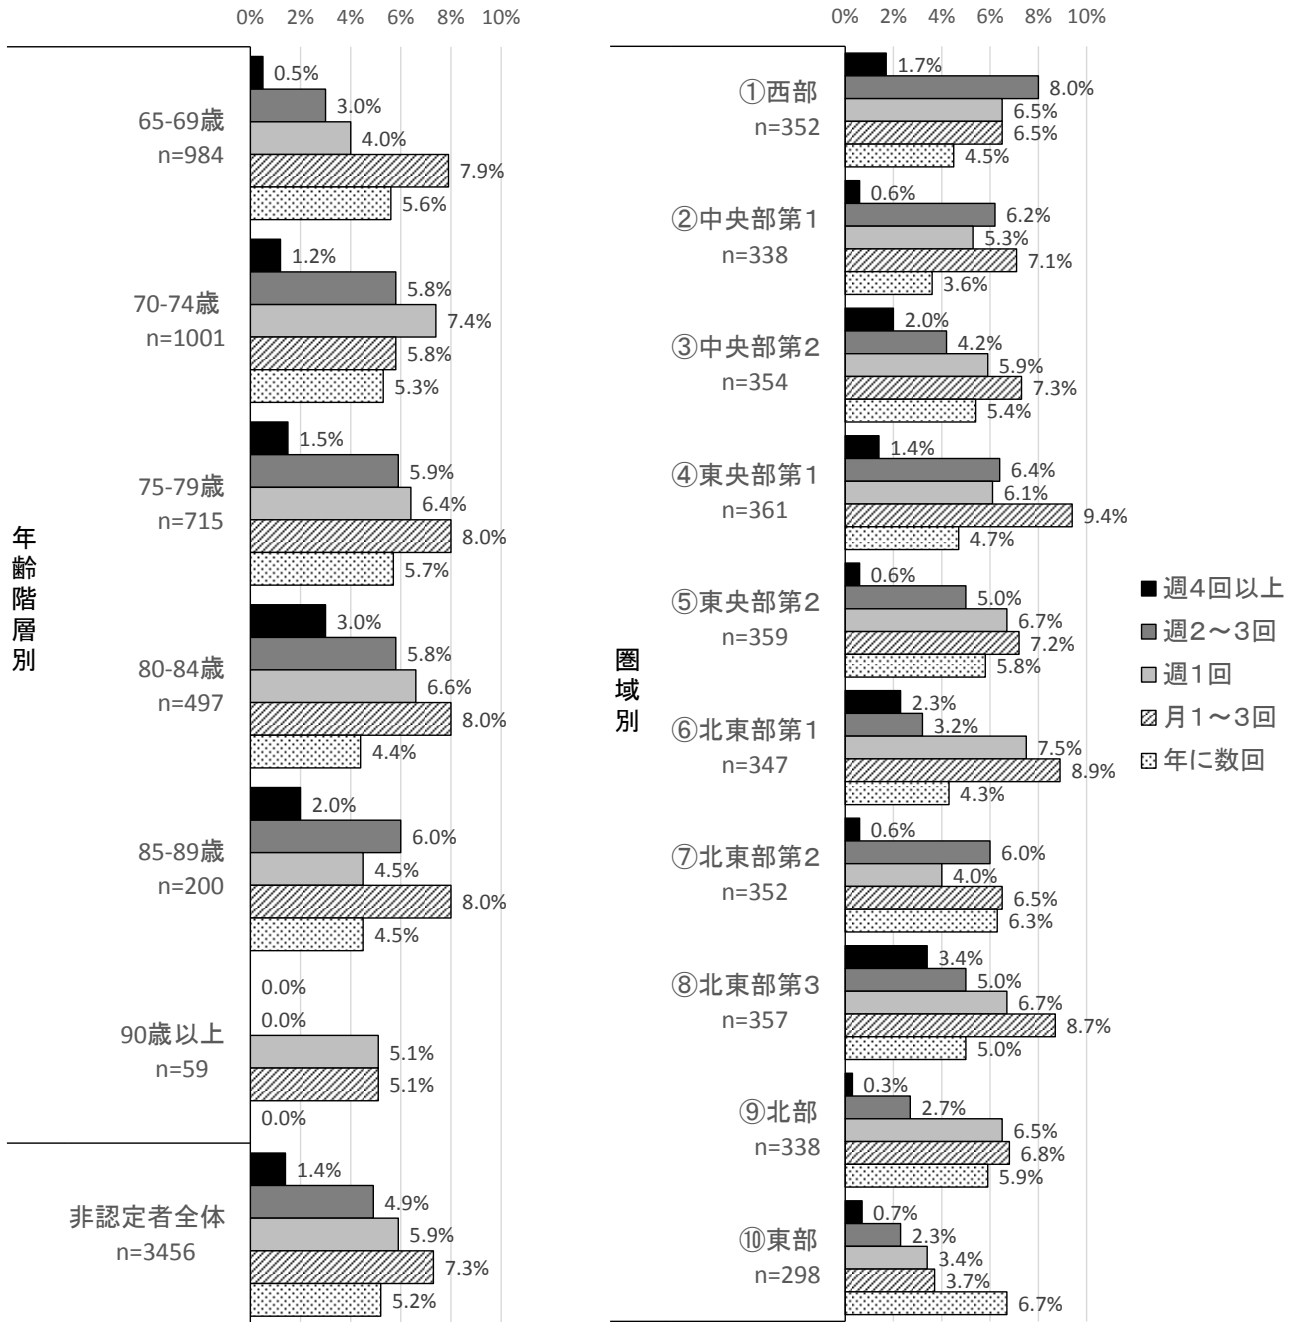 0% 2% 4% 6% 8% 10%
年齢階層別
65-69歳
n=984
0.5%
3.0%
4.0%
7.9%
5.6%
70-74歳
n=1001
1.2%
5.8%
7.4%
5.8%
5.3%
75-79歳
n=715
1.5%
5.9%
6.4%
8.0%
5.7%
80-84歳
n=497
3.0%
5.8%
6.6%
8.0%
4.4%
85-89歳
n=200
2.0%
6.0%
4.5%
8.0%
4.5%
90歳以上
n=59
0.0%
0.0%
5.1%
5.1%
0.0%
非認定者全体
n=3456
1.4%
4.9%
5.9%
7.3%
5.2%
0% 2% 4% 6% 8% 10%
圏域別
①西部
n=352
1.7%
8.0%
6.5%
6.5%
4.5%
②中央部第1
n=338
0.6%
6.2%
5.3%
7.1%
3.6%
③中央部第2
n=354
2.0%
4.2%
5.9%
7.3%
5.4%
④東央部第1
n=361
1.4%
6.4%
6.1%
9.4%
4.7%
⑤東央部第2
n=359
0.6%
5.0%
6.7%
7.2%
5.8%
⑥北東部第1
n=347
2.3%
3.2%
7.5%
8.9%
4.3%
⑦北東部第2
n=352
0.6%
6.0%
4.0%
6.5%
6.3%
⑧北東部第3
n=357
3.4%
5.0%
6.7%
8.7%
5.0%
⑨北部
n=338
0.3%
2.7%
6.5%
6.8%
5.9%
⑩東部
n=298
0.7%
2.3%
3.4%
3.7%
6.7%
週4回以上
週2～3回
週1回
月1～3回
年に数回